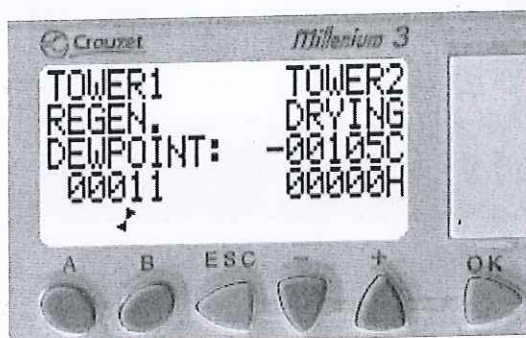 Crouzet Millenium 3
TOWER1 TOWER2
REGEN. DRYING
DEWPOINT: -00105C
00011 00000H
A B ESC - + OK